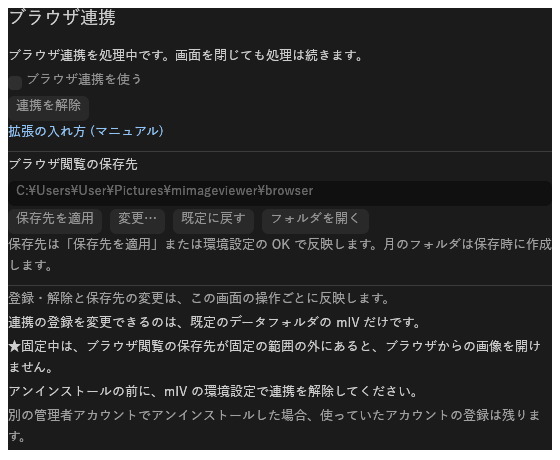 ブラウザ連携
ブラウザ連携を処理中です。画面を閉じても処理は続きます。
ブラウザ連携を使う
連携を解除
拡張の入れ方 (マニュアル)
ブラウザ閲覧の保存先
C:¥Users¥User¥Pictures¥mimageviewer¥browser
保存先を適用 変更… 既定に戻す フォルダを開く
保存先は「保存先を適用」または環境設定の OK で反映します。月のフォルダは保存時に作成
します。
登録・解除と保存先の変更は、この画面の操作ごとに反映します。
連携の登録を変更できるのは、既定のデータフォルダの mIV だけです。
★固定中は、ブラウザ閲覧の保存先が固定の範囲の外にあると、ブラウザからの画像を開け
ません。
アンインストールの前に、mIV の環境設定で連携を解除してください。
別の管理者アカウントでアンインストールした場合、使っていたアカウントの登録は残りま
す。